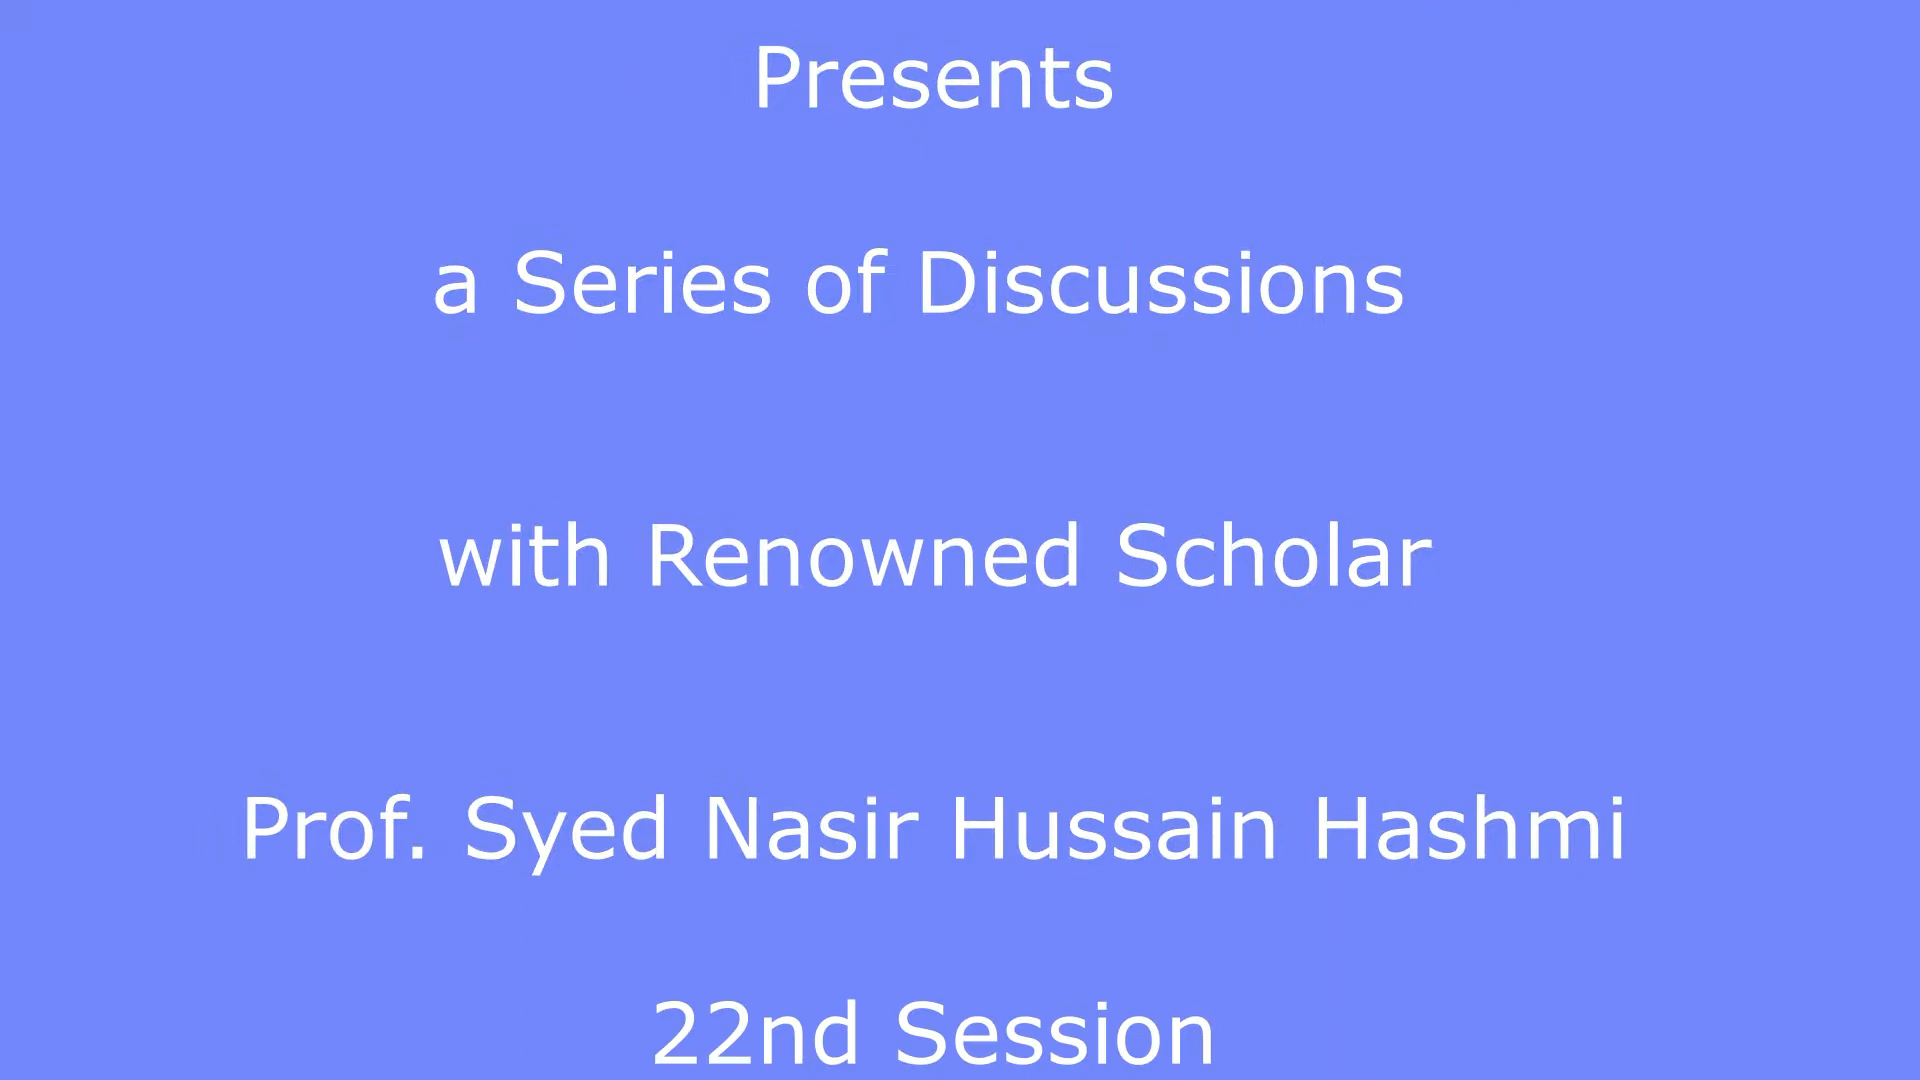 Presents
a Series of Discussions
with Renowned Scholar
Prof. Syed Nasir Hussain Hashmi
22nd Session